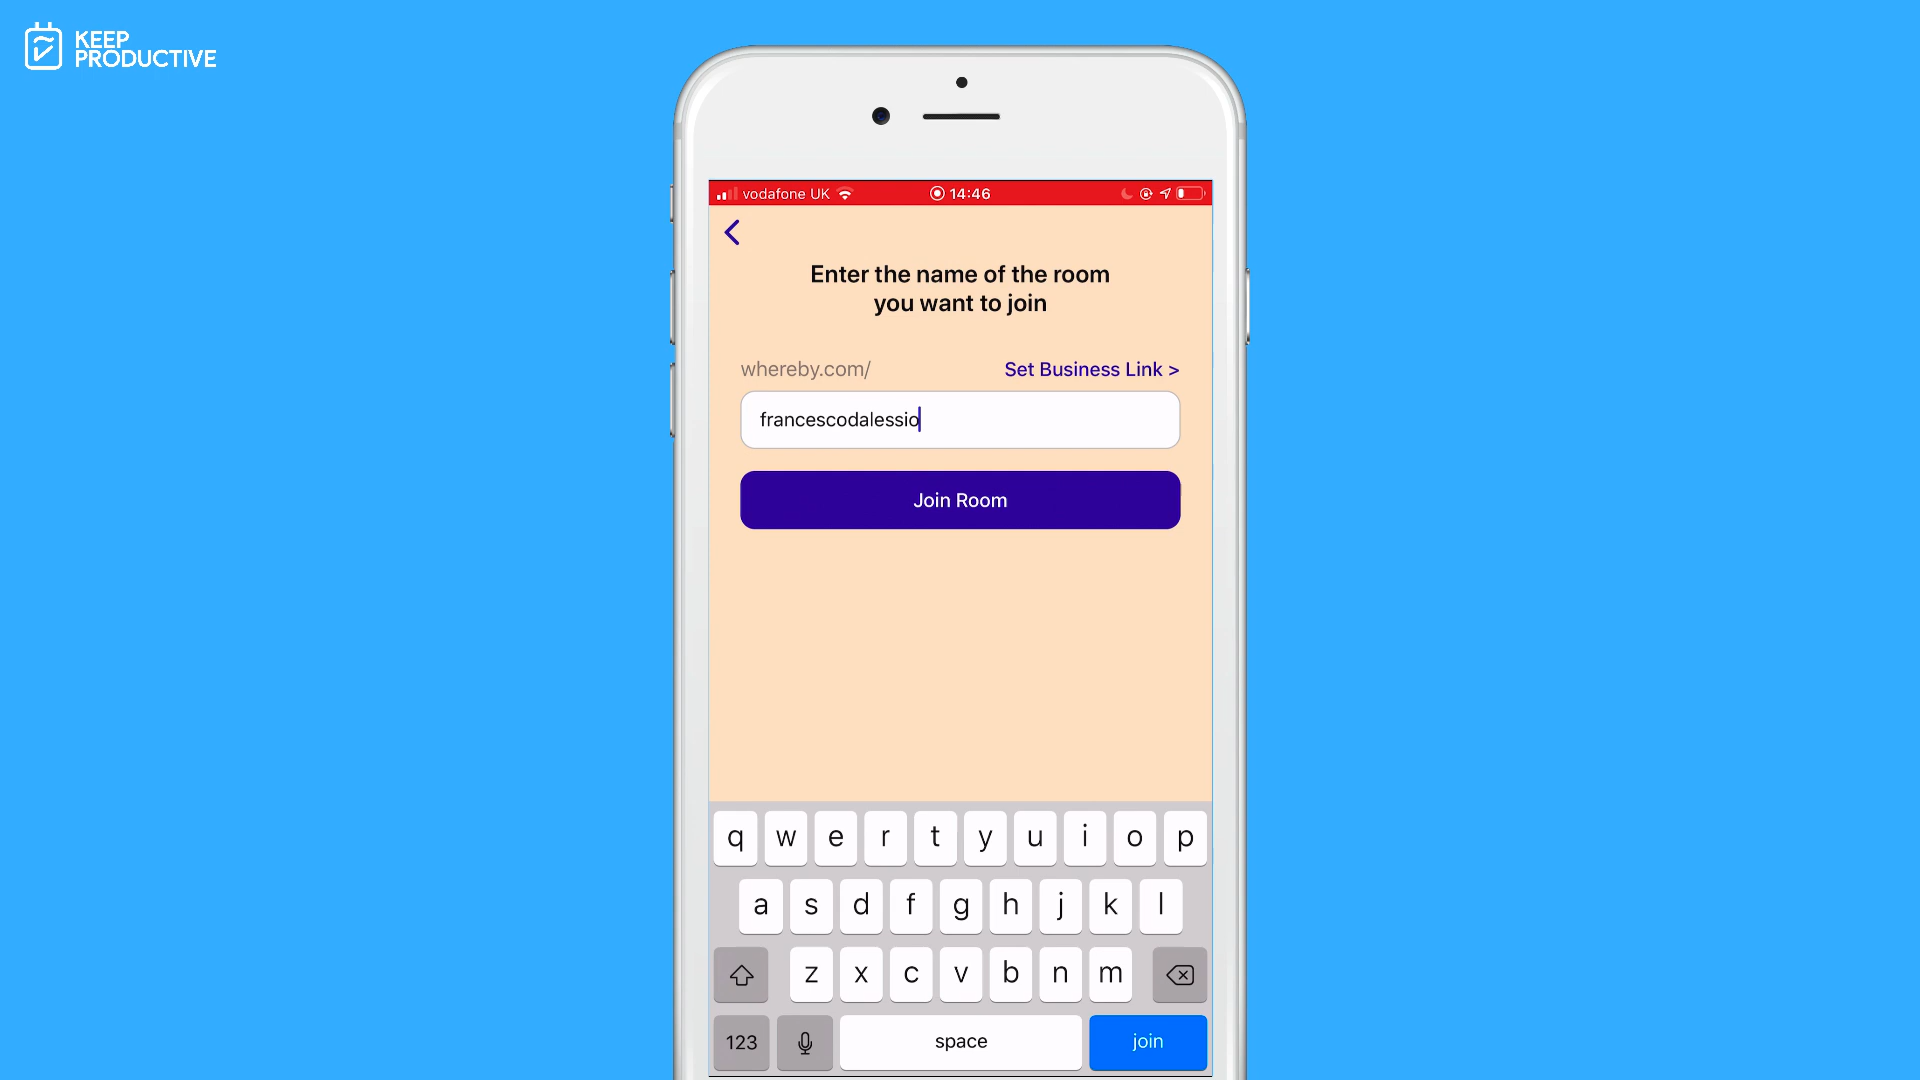 KEEP
PRODUCTIVE
vodafone UK
14:46
Enter the name of the room
you want to join
whereby.com/
Set Business Link >
francescodalessio
Join Room
q w e r t y u i o p
a s d f g h j k l
z x c v b n m
123
space
join